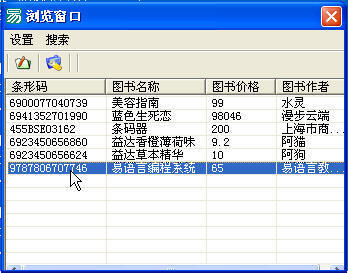 易 浏览窗口
设置 搜索
条形码 图书名称 图书价格 图书作者
6900077040739 美容指南 99 水灵
6941352701990 蓝色生死恋 98046 漫步云端
455BSI03162 条码器 200 上海市商...
6923450656860 益达香橙薄荷味 9.2 阿猫
6923450656624 益达草本精华 10 阿狗
9787806707746 易语言编程系统 65 易语言教...